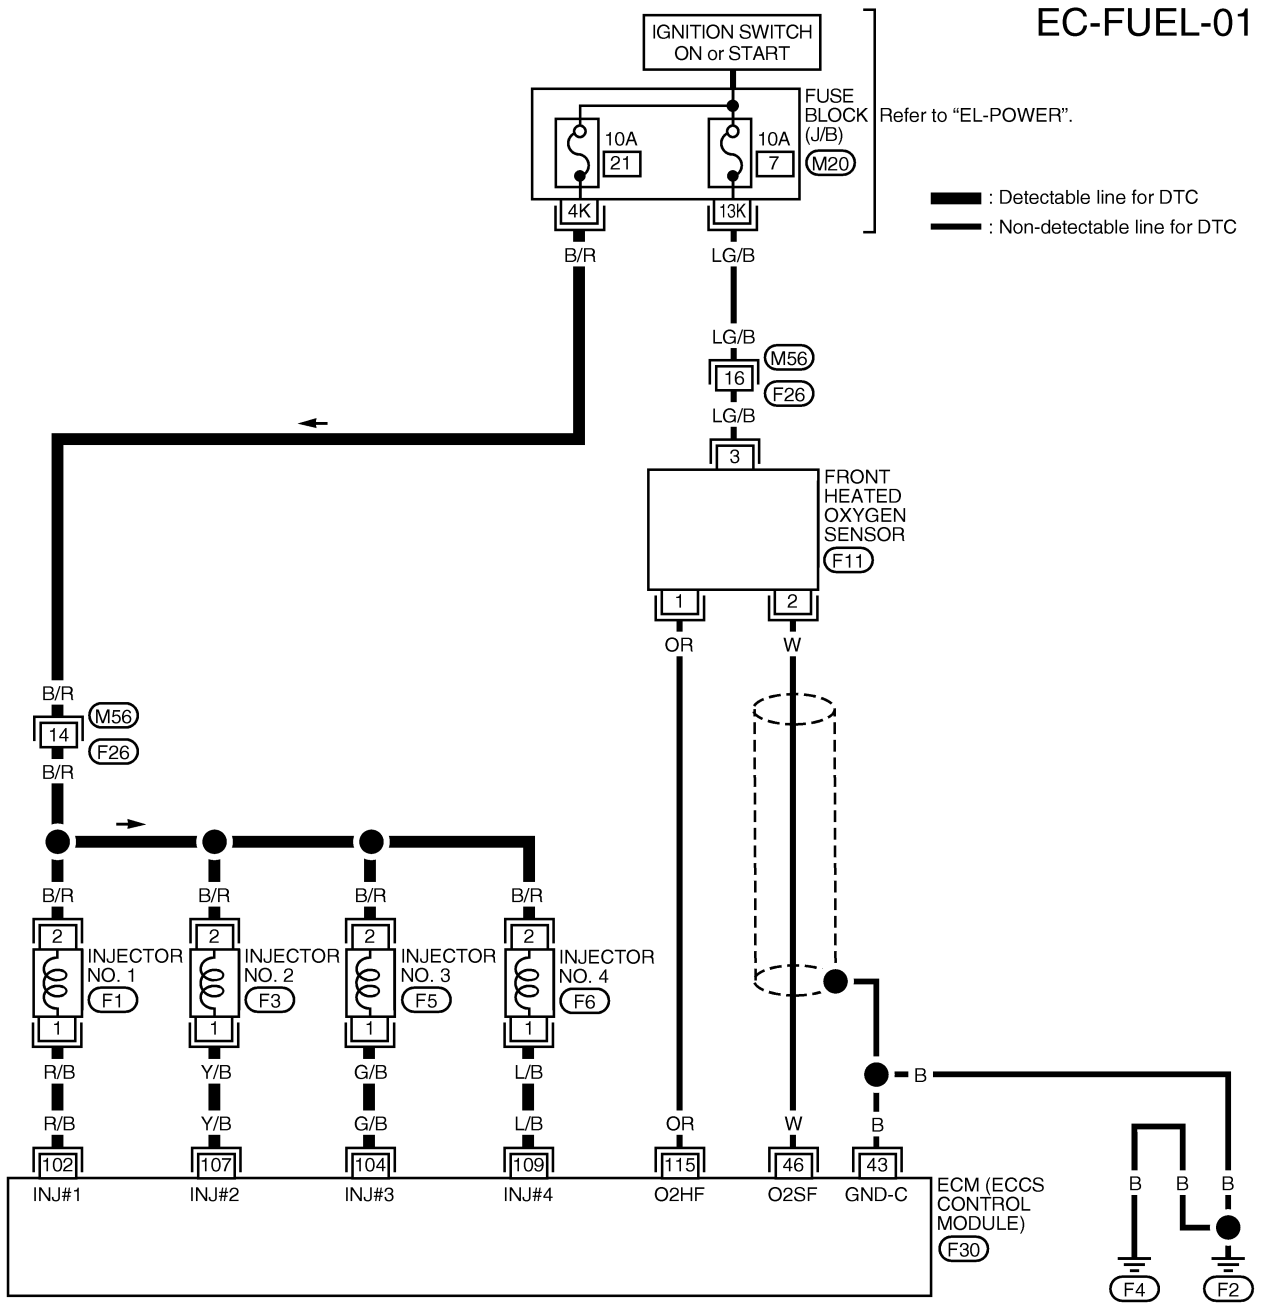 EC-FUEL-01
IGNITION SWITCH
ON or START
FUSE
BLOCK
(J/B)
M20
Refer to “EL-POWER”.
10A
21
10A
7
: Detectable line for DTC
: Non-detectable line for DTC
4K
13K
B/R
LG/B
LG/B
M56
16
F26
LG/B
3
FRONT
HEATED
OXYGEN
SENSOR
F11
1
2
OR
W
B/R
M56
14
F26
B/R
B/R
B/R
B/R
B/R
2
2
2
2
INJECTOR
NO. 1
F1
INJECTOR
NO. 2
F3
INJECTOR
NO. 3
F5
INJECTOR
NO. 4
F6
1
1
1
1
R/B
Y/B
G/B
L/B
B
R/B
Y/B
G/B
L/B
OR
W
B
102
107
104
109
115
46
43
B
B
B
INJ#1
INJ#2
INJ#3
INJ#4
O2HF
O2SF
GND-C
ECM (ECCS
CONTROL
MODULE)
F30
F4
F2